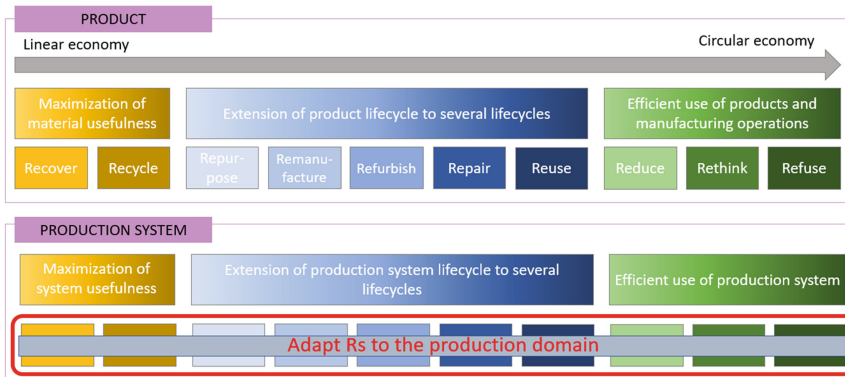 PRODUCT
Linear economy
Circular economy
Maximization of
material usefulness
Extension of product lifecycle to several lifecycles
Efficient use of products and
manufacturing operations
Recover
Recycle
Repur-
pose
Remanu-
facture
Refurbish
Repair
Reuse
Reduce
Rethink
Refuse
PRODUCTION SYSTEM
Maximization of
system usefulness
Extension of production system lifecycle to several
lifecycles
Efficient use of production system
Adapt Rs to the production domain